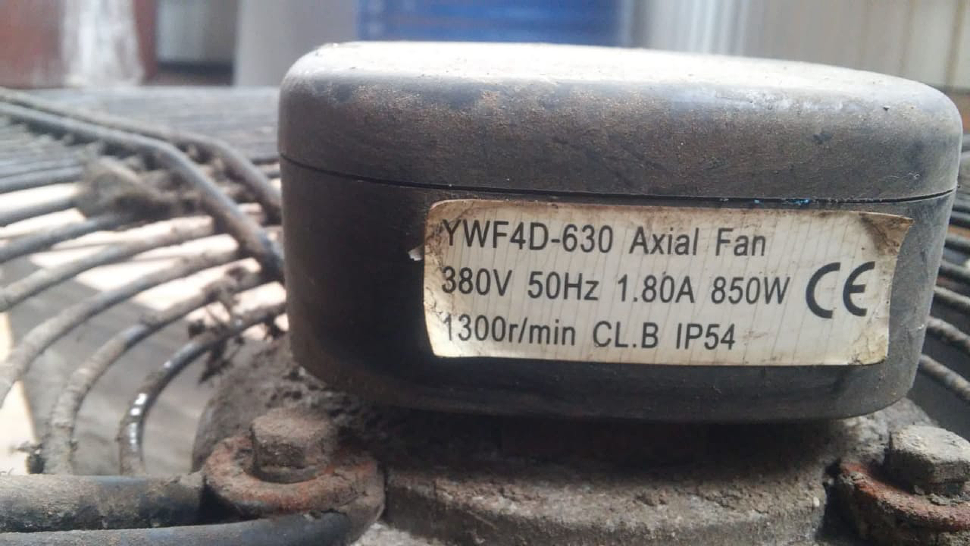 YWF4D-630 Axial Fan
380V 50Hz 1.80A 850W CE
1300r/min CL.B IP54